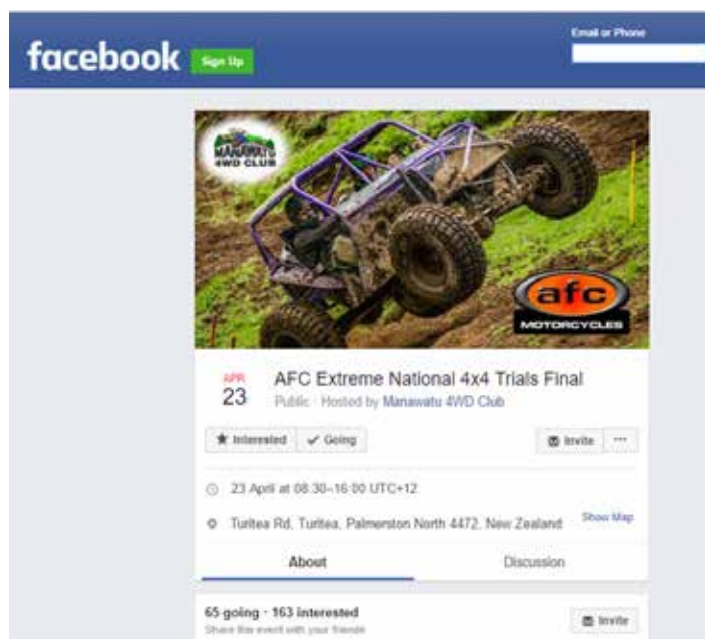 facebook
Sign Up
Email or Phone
MANAWATU
4WD CLUB
afc
MOTORCYCLES
APR
23
AFC Extreme National 4x4 Trials Final
Public · Hosted by Manawatu 4WD Club
Interested
Going
Invite
23 April at 08:30–16:00 UTC+12
Turitea Rd, Turitea, Palmerston North 4472, New Zealand
Show Map
About
Discussion
65 going · 163 interested
Share this event with your friends
Invite